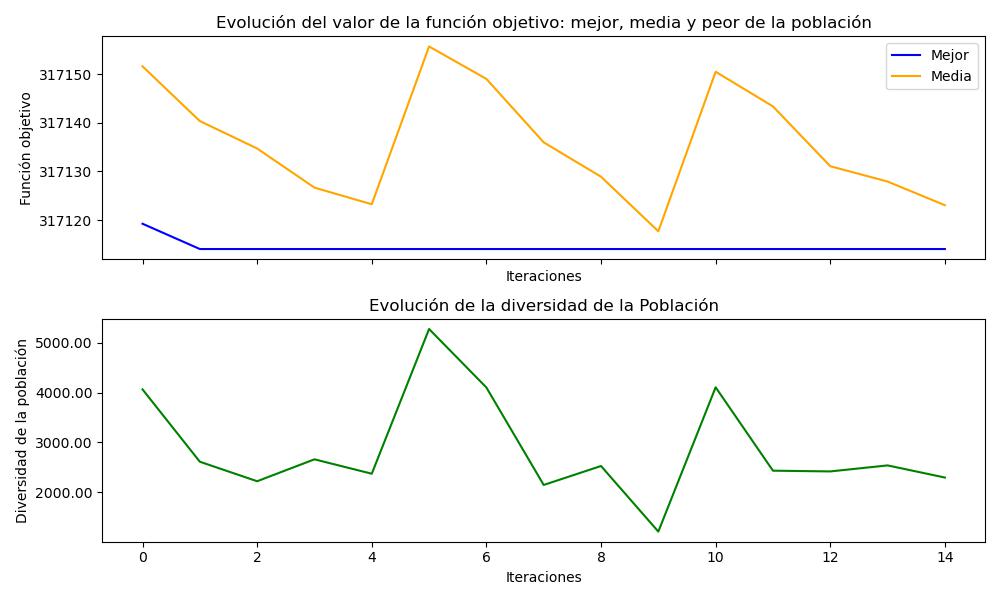 Evolución del valor de la función objetivo: mejor, media y peor de la población
Función objetivo
317150
317140
317130
317120
Mejor
Media
Iteraciones
Evolución de la diversidad de la Población
Diversidad de la población
5000.00
4000.00
3000.00
2000.00
0 2 4 6 8 10 12 14
Iteraciones